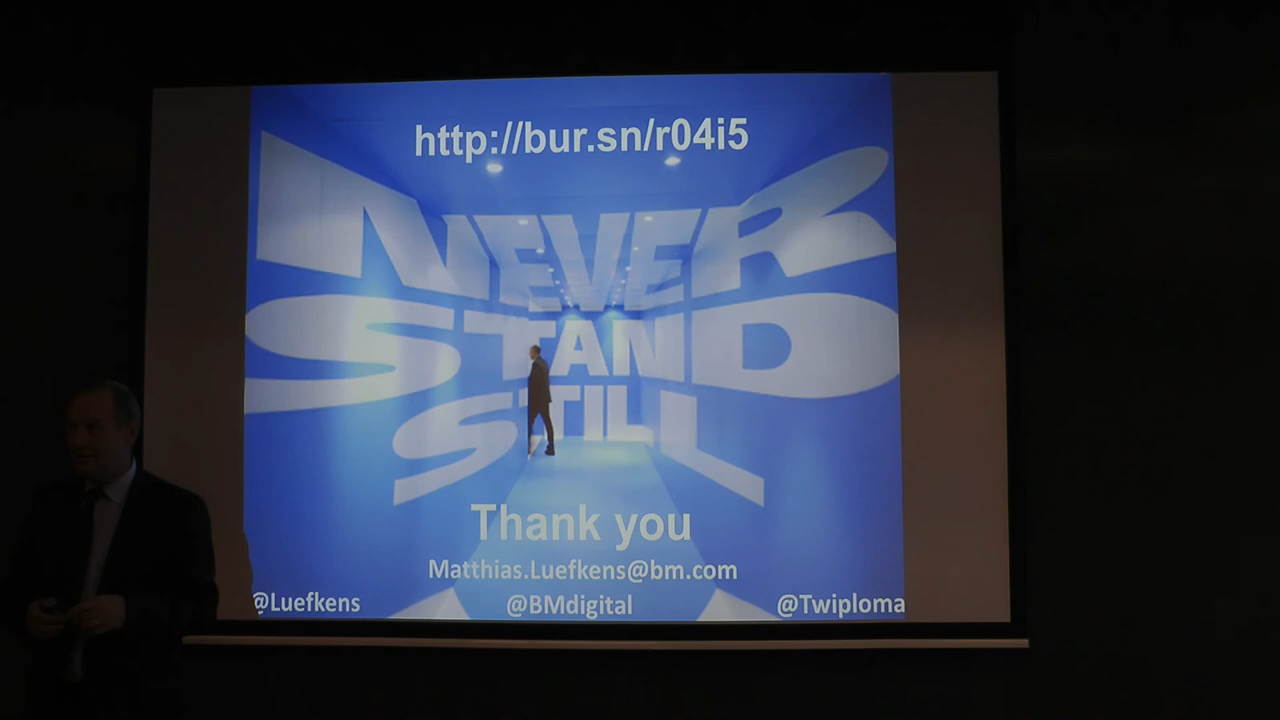 http://bur.sn/r04i5
NEVER
STAND
STILL
Thank you
Matthias.Luefkens@bm.com
@Luefkens
@BMdigital
@Twiploma